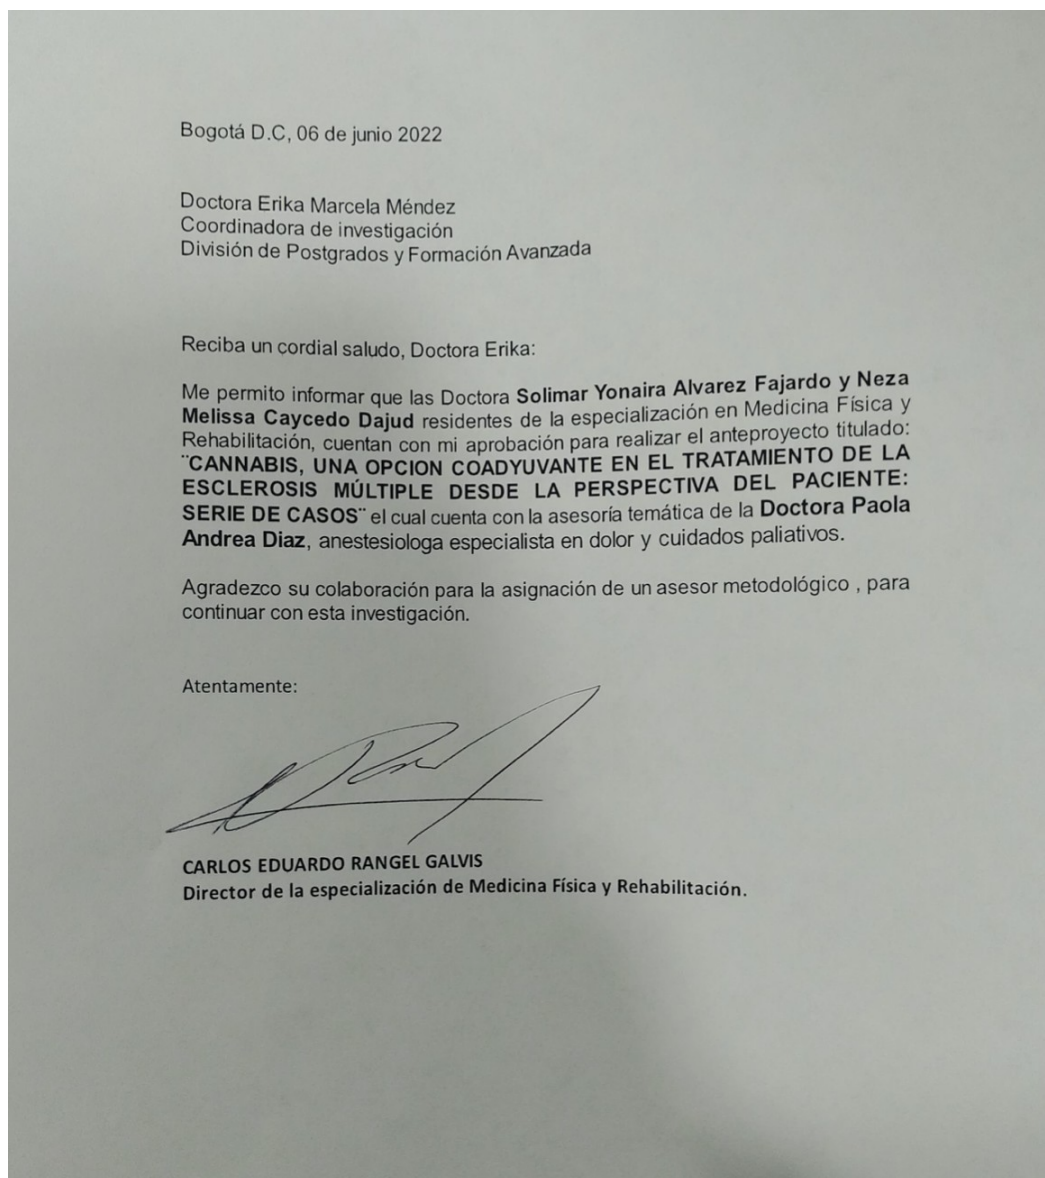 Bogotá D.C, 06 de junio 2022
Doctora Erika Marcela Méndez
Coordinadora de investigación
División de Postgrados y Formación Avanzada
Reciba un cordial saludo, Doctora Erika:
Me permito informar que las Doctora Solimar Yonaira Alvarez Fajardo y Neza
Melissa Caycedo Dajud residentes de la especialización en Medicina Física y
Rehabilitación, cuentan con mi aprobación para realizar el anteproyecto titulado:
¨CANNABIS, UNA OPCION COADYUVANTE EN EL TRATAMIENTO DE LA
ESCLEROSIS MÚLTIPLE DESDE LA PERSPECTIVA DEL PACIENTE:
SERIE DE CASOS¨ el cual cuenta con la asesoría temática de la Doctora Paola
Andrea Diaz, anestesiologa especialista en dolor y cuidados paliativos.
Agradezco su colaboración para la asignación de un asesor metodológico , para
continuar con esta investigación.
Atentamente:
CARLOS EDUARDO RANGEL GALVIS
Director de la especialización de Medicina Física y Rehabilitación.